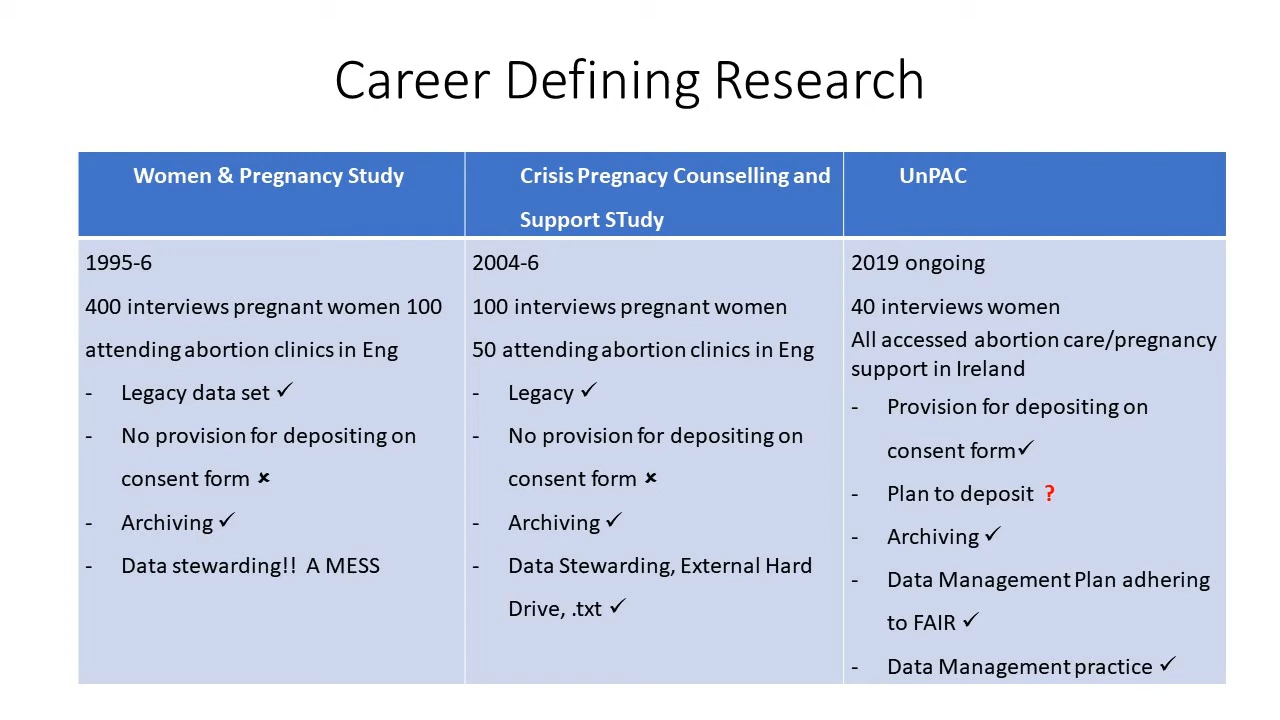 Career Defining Research
Women & Pregnancy Study
Crisis Pregnacy Counselling and
Support STudy
UnPAC
1995-6
400 interviews pregnant women 100
attending abortion clinics in Eng
- Legacy data set ✓
- No provision for depositing on
consent form ✘
- Archiving ✓
- Data stewarding!! A MESS
2004-6
100 interviews pregnant women
50 attending abortion clinics in Eng
- Legacy ✓
- No provision for depositing on
consent form ✘
- Archiving ✓
- Data Stewarding, External Hard
Drive, .txt ✓
2019 ongoing
40 interviews women
All accessed abortion care/pregnancy
support in Ireland
- Provision for depositing on
consent form✓
- Plan to deposit ?
- Archiving ✓
- Data Management Plan adhering
to FAIR ✓
- Data Management practice ✓